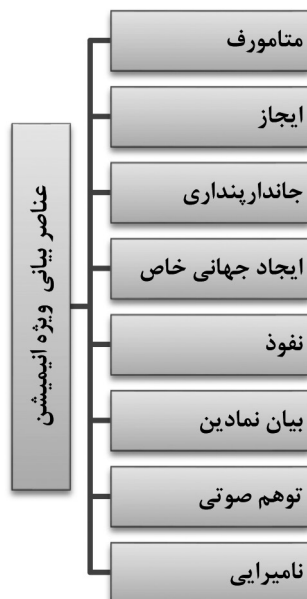 عناصر بیانی ویژه انیمیشن
متامورف
ایجاز
جاندارپنداری
ایجاد جهانی خاص
نفوذ
بیان نمادین
توهم صوتی
نامیرایی